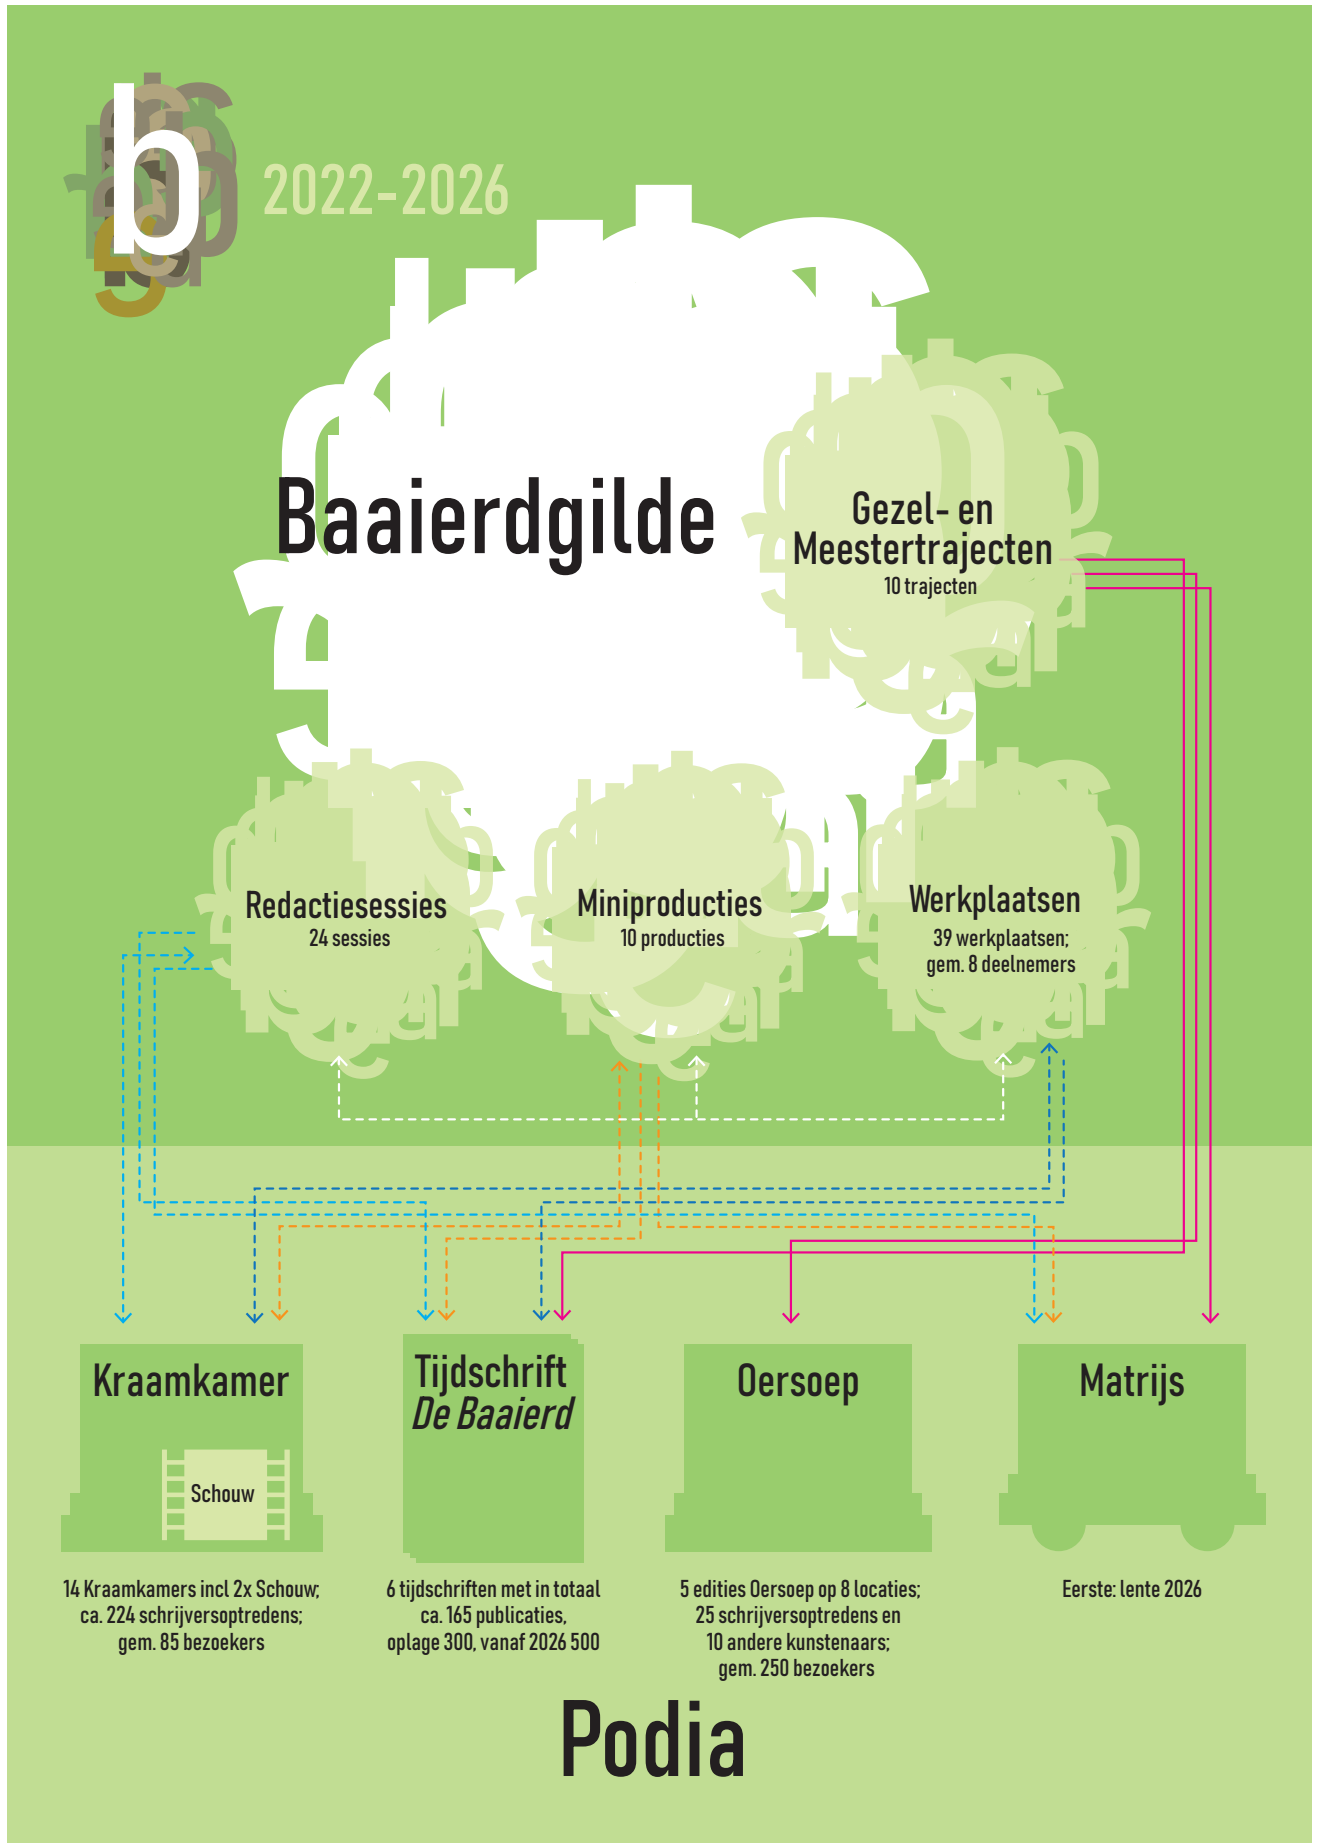 b
2022-2026
Baaierdgilde
Gezel- en
Meestertrajecten
10 trajecten
Redactiesessies
24 sessies
Miniproducties
10 producties
Werkplaatsen
39 werkplaatsen;
gem. 8 deelnemers
Kraamkamer
Schouw
14 Kraamkamers incl 2x Schouw;
ca. 224 schrijversoptredens;
gem. 85 bezoekers
Tijdschrift
De Baaierd
6 tijdschriften met in totaal
ca. 165 publicaties,
oplage 300, vanaf 2026 500
Oersoep
5 edities Oersoep op 8 locaties;
25 schrijversoptredens en
10 andere kunstenaars;
gem. 250 bezoekers
Matrijs
Eerste: lente 2026
Podia